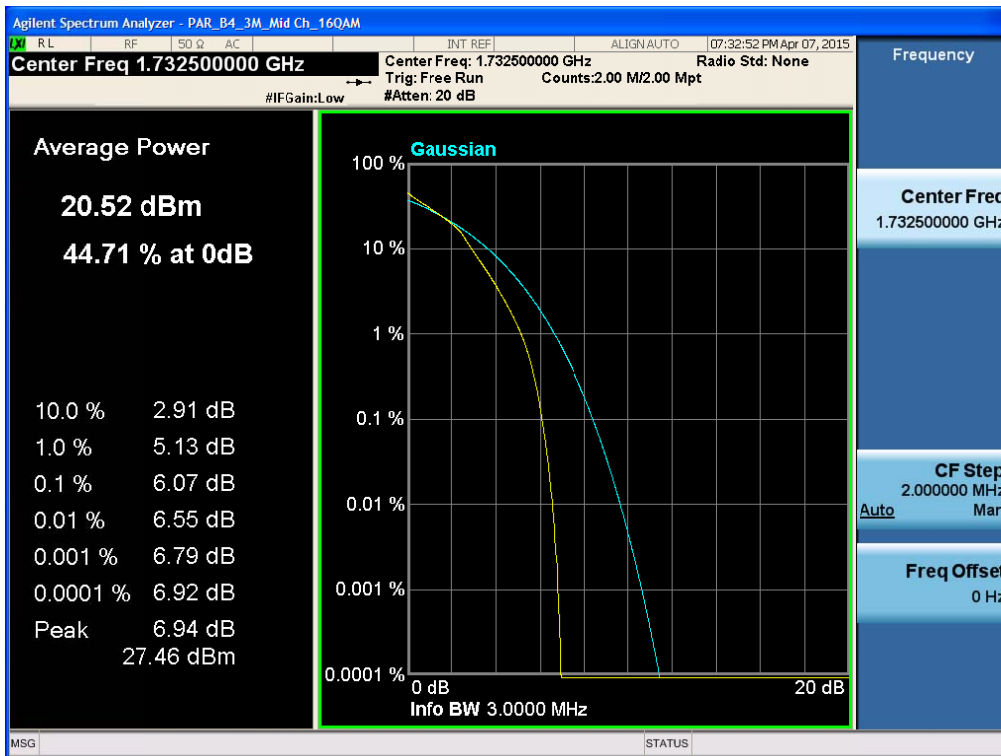 Agilent Spectrum Analyzer - PAR_B4_3M_Mid Ch_16QAM
LXI RL RF 50 Ω AC INT REF ALIGN AUTO 07:32:52 PM Apr 07, 2015
Center Freq 1.732500000 GHz
Center Freq: 1.732500000 GHz Radio Std: None
Trig: Free Run Counts:2.00 M/2.00 Mpt
#IFGain:Low #Atten: 20 dB
Average Power
20.52 dBm
44.71 % at 0dB
10.0 % 2.91 dB
1.0 % 5.13 dB
0.1 % 6.07 dB
0.01 % 6.55 dB
0.001 % 6.79 dB
0.0001 % 6.92 dB
Peak 6.94 dB
27.46 dBm
Gaussian
100 %
10 %
1 %
0.1 %
0.01 %
0.001 %
0.0001 %
0 dB 20 dB
Info BW 3.0000 MHz
Frequency
Center Freq
1.732500000 GHz
CF Step
2.000000 MHz
Auto Man
Freq Offset
0 Hz
MSG STATUS